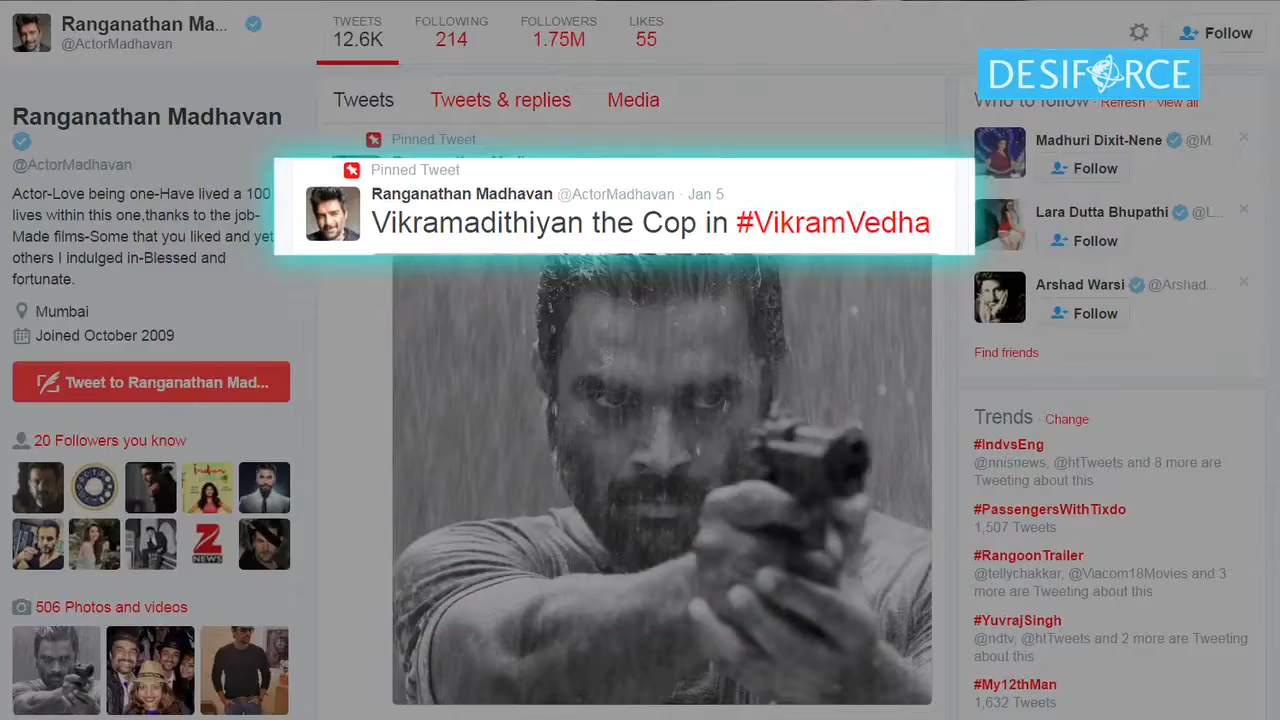 Ranganathan Ma...
@ActorMadhavan
TWEETS
12.6K
FOLLOWING
214
FOLLOWERS
1.75M
LIKES
55
Follow
DESIFORCE
Tweets
Tweets & replies
Media
Who to follow · Refresh · View all
Pinned Tweet
Pinned Tweet
Ranganathan Madhavan @ActorMadhavan · Jan 5
Vikramadithiyan the Cop in #VikramVedha
Ranganathan Madhavan
@ActorMadhavan
Actor-Love being one-Have lived a 100
lives within this one,thanks to the job-
Made films-Some that you liked and yet
others I indulged in-Blessed and
fortunate.
Mumbai
Joined October 2009
Tweet to Ranganathan Mad...
20 Followers you know
ZEE
NEWS
506 Photos and videos
Madhuri Dixit-Nene @M...
Follow
Lara Dutta Bhupathi @L...
Follow
Arshad Warsi @Arshad...
Follow
Find friends
Trends · Change
#IndvsEng
@nnisnews, @htTweets and 8 more are
Tweeting about this
#PassengersWithTixdo
1,507 Tweets
#RangoonTrailer
@tellychakkar, @Viacom18Movies and 3
more are Tweeting about this
#YuvrajSingh
@ndtv, @htTweets and 2 more are Tweeting
about this
#My12thMan
1,632 Tweets